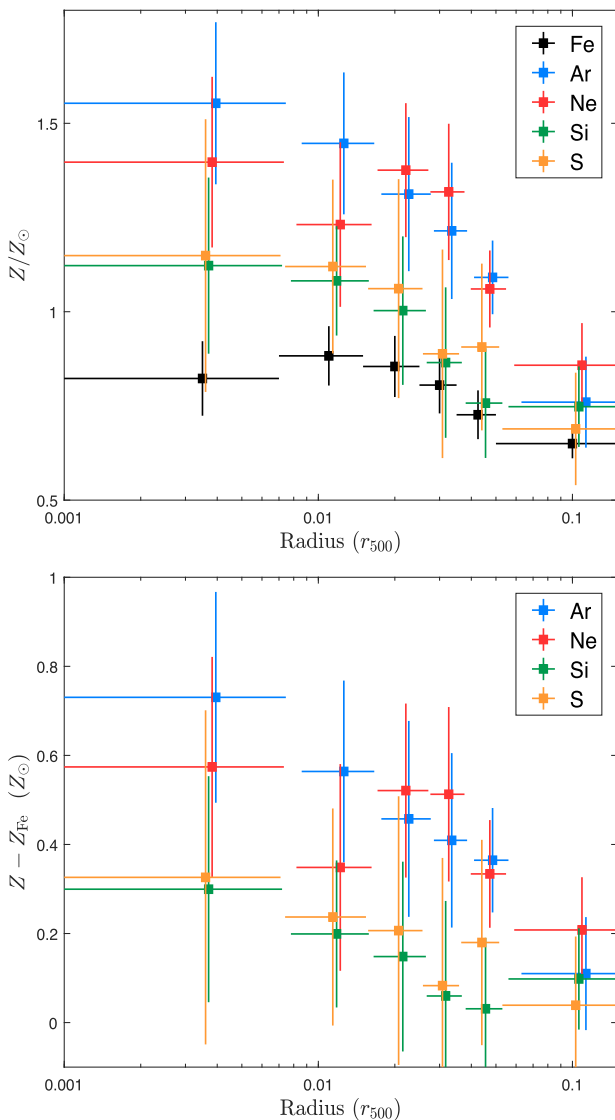 Z/Z⊙
1.5
1
0.5
Fe
Ar
Ne
Si
S
0.001
0.01
0.1
Radius (r500)
Z − ZFe (Z⊙)
1
0.8
0.6
0.4
0.2
0
Ar
Ne
Si
S
0.001
0.01
0.1
Radius (r500)